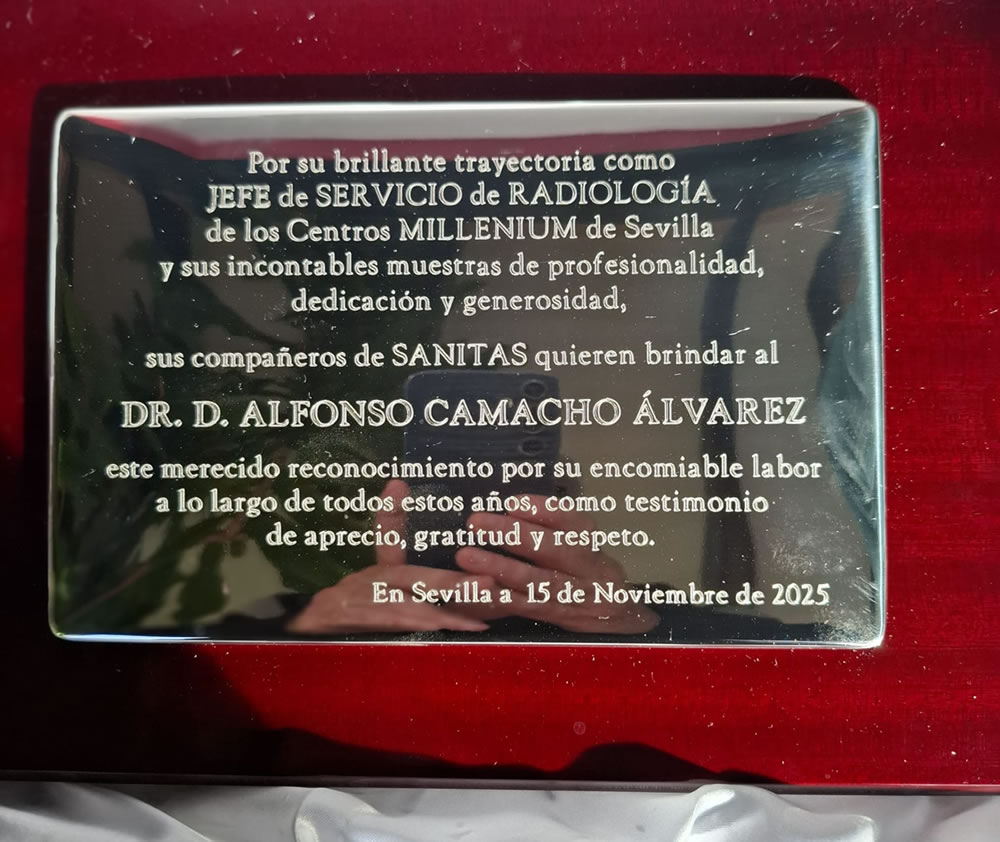 Por su brillante trayectoria como
JEFE de SERVICIO de RADIOLOGÍA
de los Centros MILLENIUM de Sevilla
y sus incontables muestras de profesionalidad,
dedicación y generosidad,
sus compañeros de SANITAS quieren brindar al
DR. D. ALFONSO CAMACHO ÁLVAREZ
este merecido reconocimiento por su encomiable labor
a lo largo de todos estos años, como testimonio
de aprecio, gratitud y respeto.
En Sevilla a 15 de Noviembre de 2025